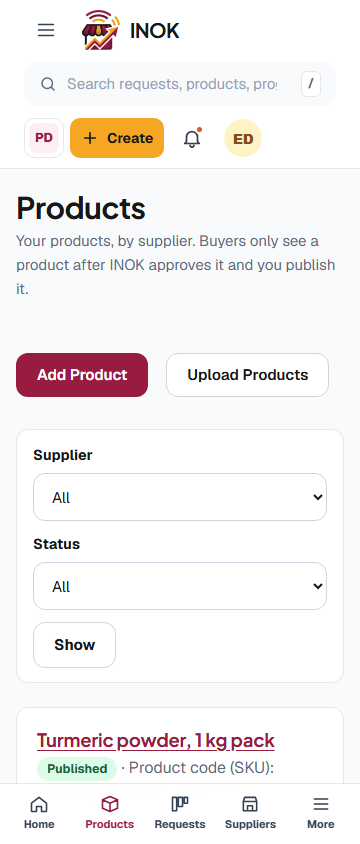 INOK
Search requests, products, pro
/
PD
+ Create
ED
Products
Your products, by supplier. Buyers only see a
product after INOK approves it and you publish
it.
Add Product
Upload Products
Supplier
All
Status
All
Show
Turmeric powder, 1 kg pack
Published · Product code (SKU):
Home
Products
Requests
Suppliers
More